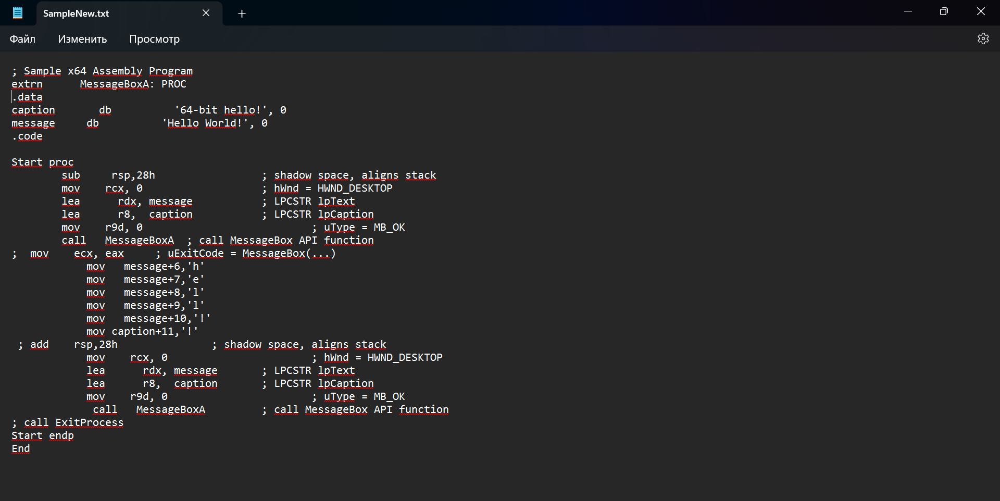 SampleNew.txt
Файл Изменить Просмотр
; Sample x64 Assembly Program
extrn      MessageBoxA: PROC
.data
caption       db          '64-bit hello!', 0
message     db          'Hello World!', 0
.code
Start proc
        sub     rsp,28h                 ; shadow space, aligns stack
        mov    rcx, 0                   ; hWnd = HWND_DESKTOP
        lea      rdx, message           ; LPCSTR lpText
        lea      r8,  caption           ; LPCSTR lpCaption
        mov    r9d, 0                           ; uType = MB_OK
        call   MessageBoxA  ; call MessageBox API function
;  mov    ecx, eax     ; uExitCode = MessageBox(...)
            mov   message+6,'h'
            mov   message+7,'e'
            mov   message+8,'l'
            mov   message+9,'l'
            mov   message+10,'!'
            mov caption+11,'!'
 ; add    rsp,28h               ; shadow space, aligns stack
            mov    rcx, 0                       ; hWnd = HWND_DESKTOP
            lea      rdx, message       ; LPCSTR lpText
            lea      r8,  caption       ; LPCSTR lpCaption
            mov    r9d, 0                       ; uType = MB_OK
             call   MessageBoxA         ; call MessageBox API function
; call ExitProcess
Start endp
End